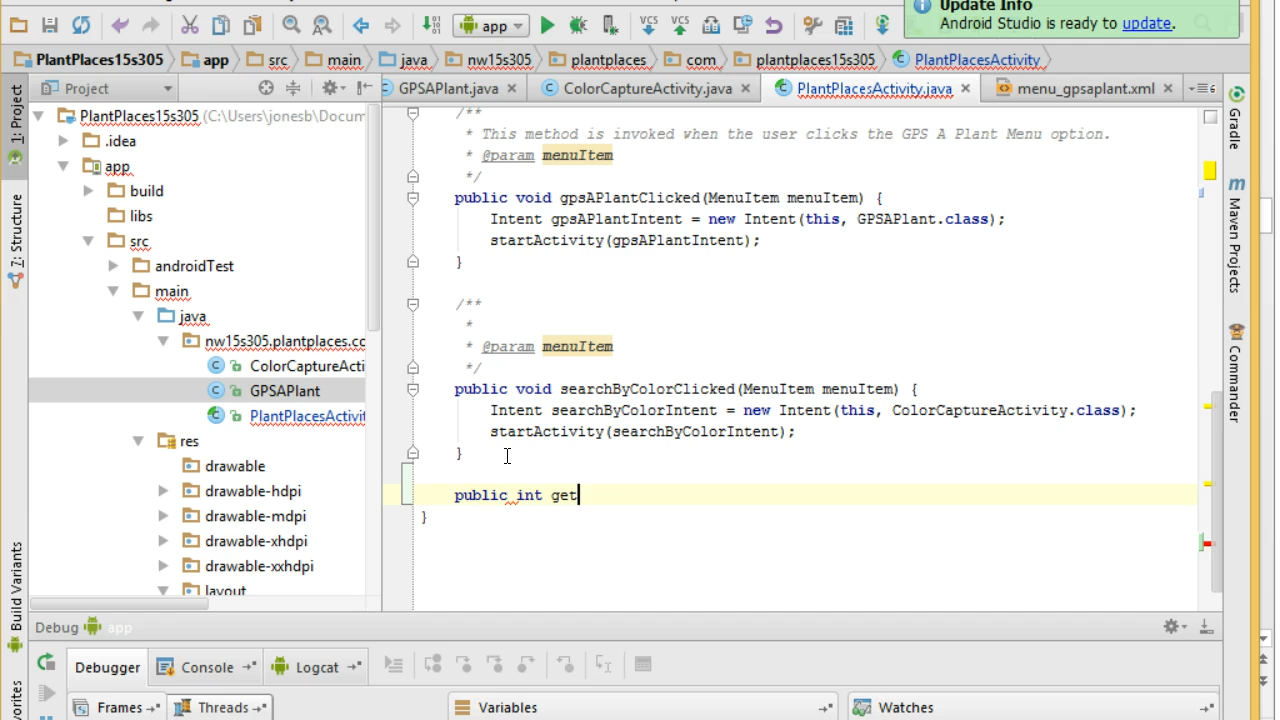 Update Info
Android Studio is ready to update.
app
PlantPlaces15s305 app src main java nw15s305 plantplaces com plantplaces15s305 PlantPlacesActivity
Project
GPSAPlant.java ColorCaptureActivity.java PlantPlacesActivity.java menu_gpsaplant.xml
1: Project
7: Structure
Build Variants
PlantPlaces15s305 (C:\Users\jonesb\Docum
.idea
app
build
libs
src
androidTest
main
java
nw15s305.plantplaces.co
ColorCaptureActi
GPSAPlant
PlantPlacesActivit
res
drawable
drawable-hdpi
drawable-mdpi
drawable-xhdpi
drawable-xxhdpi
layout
/**
* This method is invoked when the user clicks the GPS A Plant Menu option.
* @param menuItem
*/
public void gpsAPlantClicked(MenuItem menuItem) {
Intent gpsAPlantIntent = new Intent(this, GPSAPlant.class);
startActivity(gpsAPlantIntent);
}
/**
*
* @param menuItem
*/
public void searchByColorClicked(MenuItem menuItem) {
Intent searchByColorIntent = new Intent(this, ColorCaptureActivity.class);
startActivity(searchByColorIntent);
}
public int get
}
Gradle
Maven Projects
Commander
Debug app
Debugger Console Logcat
Frames Threads Variables Watches